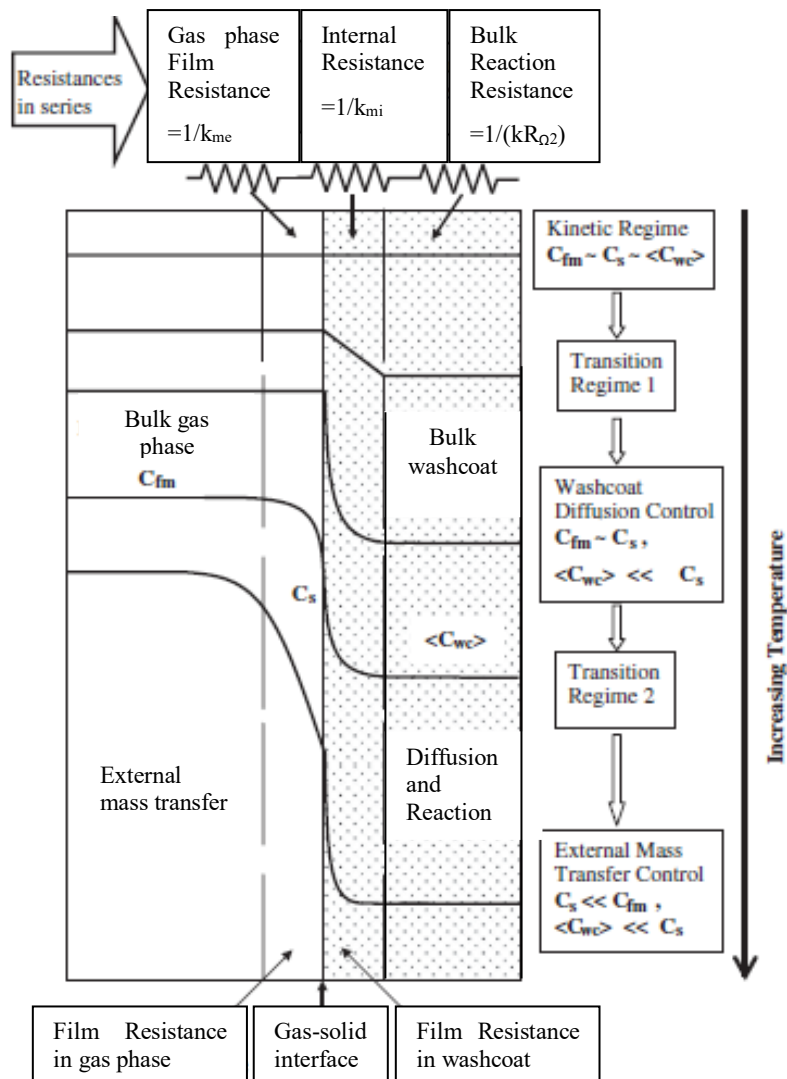 Resistances
in series
Gas phase
Film
Resistance
=1/kme
Internal
Resistance
=1/kmi
Bulk
Reaction
Resistance
=1/(kRΩ2)
Kinetic Regime
Cfm ~ Cs ~ <Cwc>
Transition
Regime 1
Bulk gas
phase
Cfm
Bulk
washcoat
Washcoat
Diffusion Control
Cfm ~ Cs ,
<Cwc> << Cs
Cs
<Cwc>
Transition
Regime 2
Increasing Temperature
External
mass transfer
Diffusion
and
Reaction
External Mass
Transfer Control
Cs << Cfm ,
<Cwc> << Cs
Film Resistance
in gas phase
Gas-solid
interface
Film Resistance
in washcoat